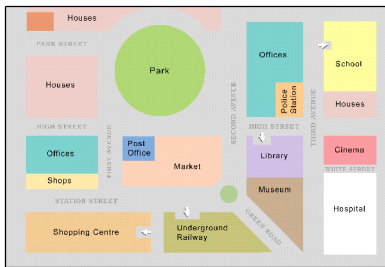 Houses
PARK STREET
Park
Offices
School
Police
Station
Houses
Houses
HIGH STREET
HIGH STREET
FIRST AVENUE
SECOND AVENUE
THIRD AVENUE
Offices
Shops
Post
Office
Market
Library
Museum
Cinema
WHITE STREET
Hospital
STATION STREET
GREEN ROAD
Shopping Centre
Underground
Railway